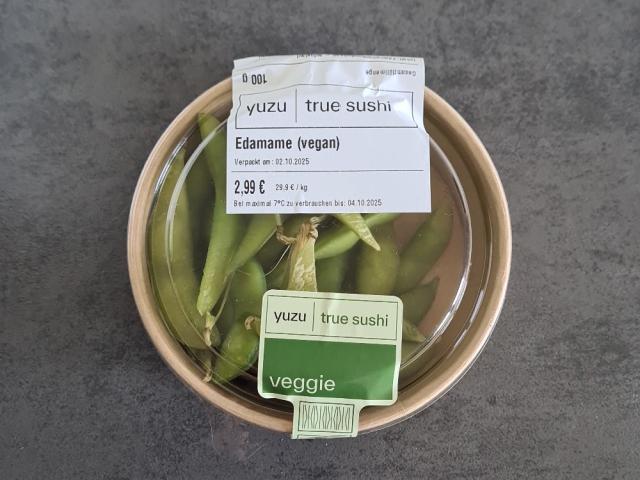 100 g
Gesamtfüllmenge
yuzu | true sushi
Edamame (vegan)
Verpackt am: 02.10.2025
2,99 € 29.9 € / kg
Bei maximal 7°C zu verbrauchen bis: 04.10.2025
yuzu | true sushi
veggie